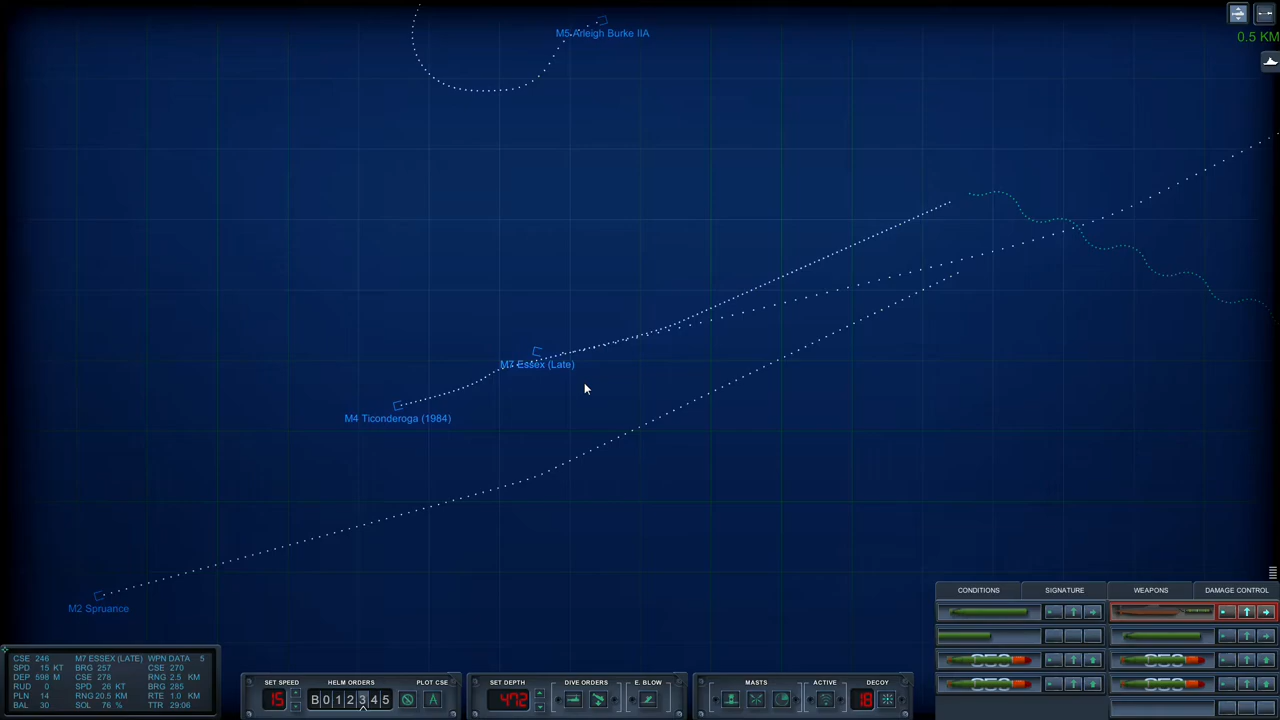 M5 Arleigh Burke IIA
0.5 KM
M7 Essex (Late)
M4 Ticonderoga (1984)
M2 Spruance
CONDITIONS SIGNATURE WEAPONS DAMAGE CONTROL
CSE 246 M7 ESSEX (LATE) WPN DATA 5
SPD 15 KT BRG 257 CSE 270
DEP 598 M CSE 278 RNG 2.5 KM
RUD 0 SPD 26 KT BRG 285
PLN 14 RNG 20.5 KM RTE 1.0 KM
BAL 30 SOL 76 % TTR 29:06
SET SPEED HELM ORDERS PLOT CSE
15 B 0 1 2 3 4 5 A
SET DEPTH DIVE ORDERS E. BLOW
472
MASTS ACTIVE DECOY
18